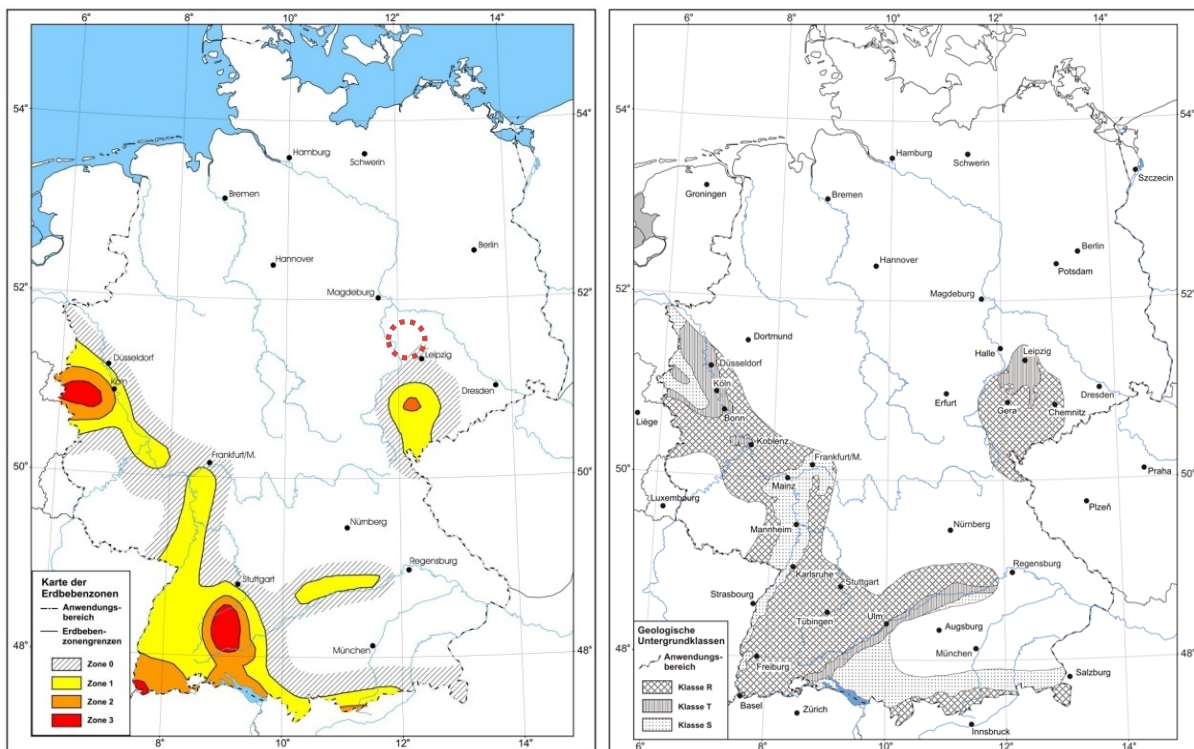 6° 8° 10° 12° 14°
54°
52°
50°
48°
54°
52°
50°
48°
Hamburg
Schwerin
Bremen
Berlin
Hannover
Magdeburg
Düsseldorf
Leipzig
Köln
Dresden
Frankfurt/M.
Nürnberg
Regensburg
Stuttgart
München
Karte der
Erdbebenzonen
Anwendungs-
bereich
Erdbeben-
zonengrenzen
Zone 0
Zone 1
Zone 2
Zone 3
8° 10° 12° 14°
6° 8° 10° 12° 14°
54°
52°
50°
48°
54°
52°
50°
48°
Hamburg
Schwerin
Szczecin
Groningen
Bremen
Berlin
Hannover
Potsdam
Magdeburg
Dortmund
Halle
Leipzig
Düsseldorf
Köln
Erfurt
Dresden
Gera
Chemnitz
Liège
Bonn
Koblenz
Frankfurt/M.
Praha
Mainz
Luxembourg
Plzeň
Mannheim
Nürnberg
Karlsruhe
Regensburg
Stuttgart
Strasbourg
Tübingen
Ulm
Augsburg
München
Freiburg
Salzburg
Basel
Zürich
Innsbruck
Geologische
Untergrundklassen
Anwendungs-
bereich
Klasse R
Klasse T
Klasse S
6° 8° 10° 12° 14°